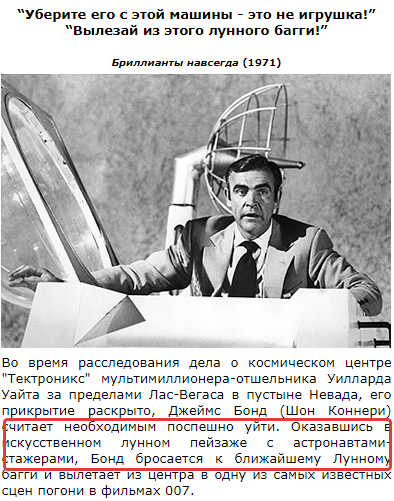 “Уберите его с этой машины - это не игрушка!”
“Вылезай из этого лунного багги!”
Бриллианты навсегда (1971)
Во время расследования дела о космическом центре
"Тектроникс" мультимиллионера-отшельника Уилларда
Уайта за пределами Лас-Вегаса в пустыне Невада, его
прикрытие раскрыто, Джеймс Бонд (Шон Коннери)
считает необходимым поспешно уйти. Оказавшись в
искусственном лунном пейзаже с астронавтами-
стажерами, Бонд бросается к ближайшему Лунному
багги и вылетает из центра в одну из самых известных
сцен погони в фильмах 007.